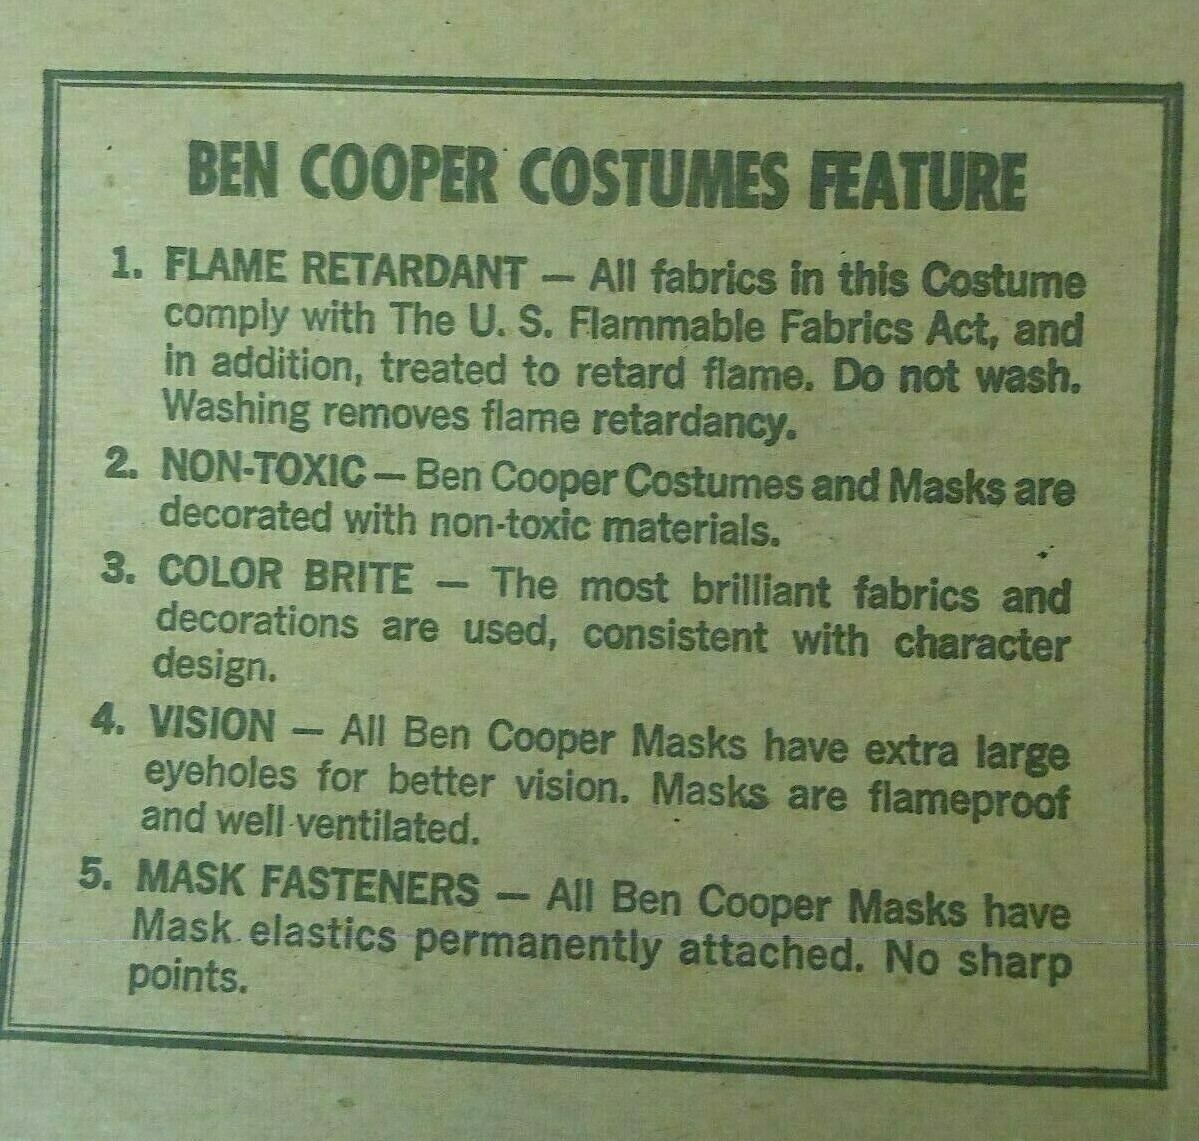 BEN COOPER COSTUMES FEATURE
1. FLAME RETARDANT — All fabrics in this Costume
comply with The U. S. Flammable Fabrics Act, and
in addition, treated to retard flame. Do not wash.
Washing removes flame retardancy.
2. NON-TOXIC — Ben Cooper Costumes and Masks are
decorated with non-toxic materials.
3. COLOR BRITE — The most brilliant fabrics and
decorations are used, consistent with character
design.
4. VISION — All Ben Cooper Masks have extra large
eyeholes for better vision. Masks are flameproof
and well ventilated.
5. MASK FASTENERS — All Ben Cooper Masks have
Mask elastics permanently attached. No sharp
points.